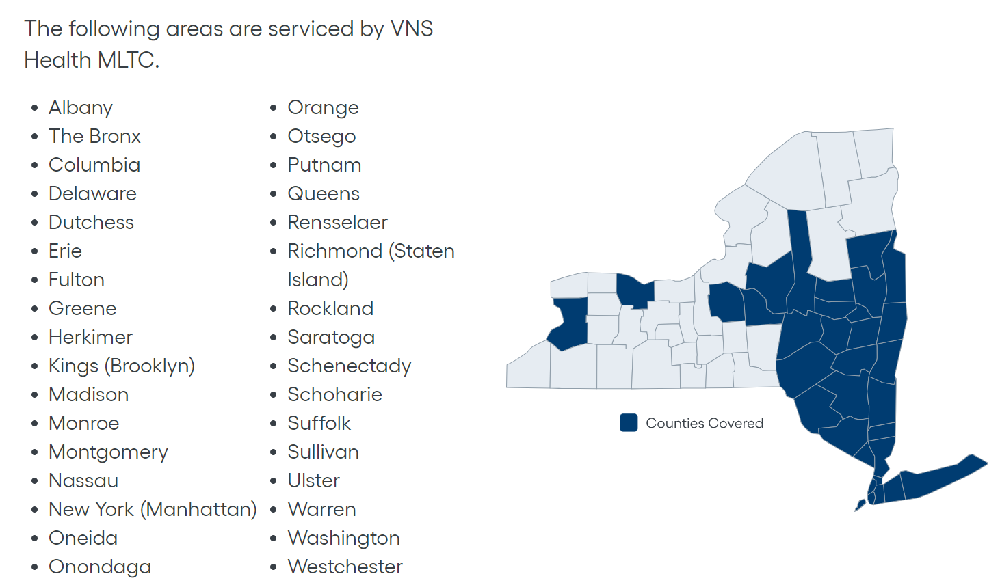 The following areas are serviced by VNS
Health MLTC.
• Albany
• The Bronx
• Columbia
• Delaware
• Dutchess
• Erie
• Fulton
• Greene
• Herkimer
• Kings (Brooklyn)
• Madison
• Monroe
• Montgomery
• Nassau
• New York (Manhattan)
• Oneida
• Onondaga
• Orange
• Otsego
• Putnam
• Queens
• Rensselaer
• Richmond (Staten
Island)
• Rockland
• Saratoga
• Schenectady
• Schoharie
• Suffolk
• Sullivan
• Ulster
• Warren
• Washington
• Westchester
Counties Covered